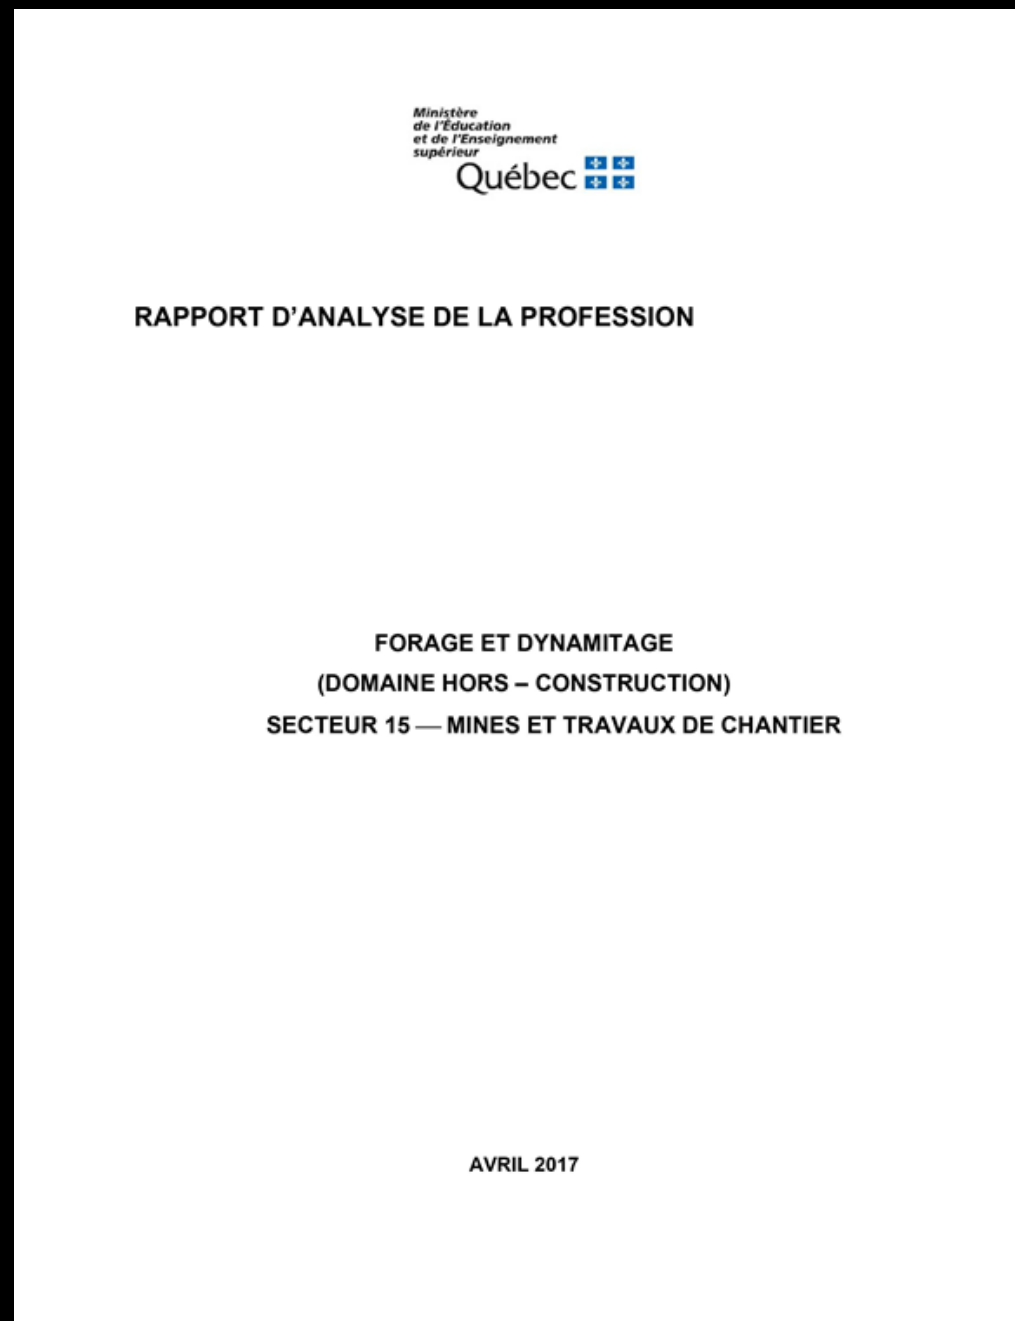 Ministère
de l'Éducation
et de l'Enseignement
supérieur
Québec
RAPPORT D’ANALYSE DE LA PROFESSION
FORAGE ET DYNAMITAGE
(DOMAINE HORS – CONSTRUCTION)
SECTEUR 15 — MINES ET TRAVAUX DE CHANTIER
AVRIL 2017